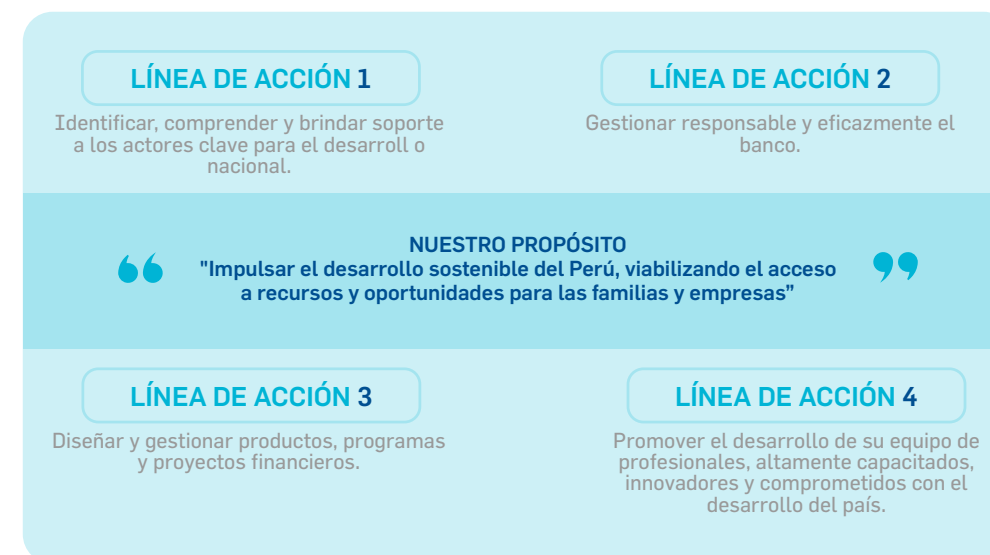 LÍNEA DE ACCIÓN 1
Identificar, comprender y brindar soporte
a los actores clave para el desarroll o
nacional.
LÍNEA DE ACCIÓN 2
Gestionar responsable y eficazmente el
banco.
NUESTRO PROPÓSITO
"Impulsar el desarrollo sostenible del Perú, viabilizando el acceso
a recursos y oportunidades para las familias y empresas”
LÍNEA DE ACCIÓN 3
Diseñar y gestionar productos, programas
y proyectos financieros.
LÍNEA DE ACCIÓN 4
Promover el desarrollo de su equipo de
profesionales, altamente capacitados,
innovadores y comprometidos con el
desarrollo del país.